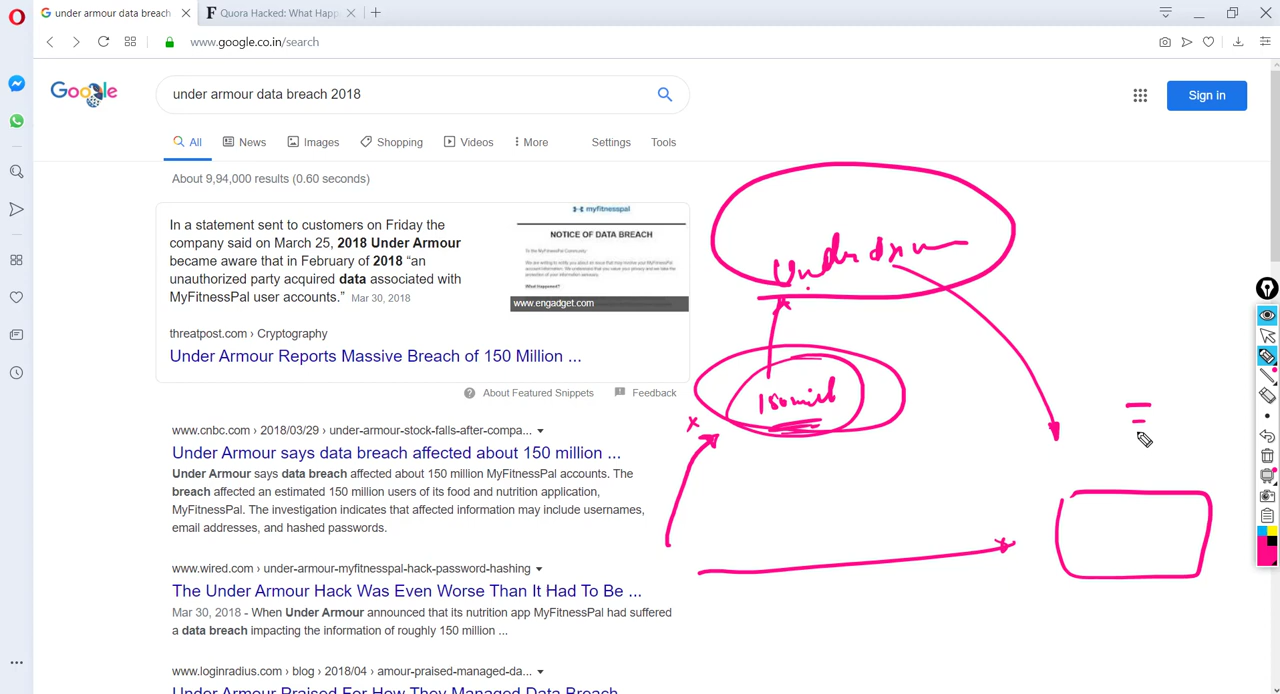 under armour data breach
Quora Hacked: What Happ
www.google.co.in/search
Google
under armour data breach 2018
Sign in
All
News
Images
Shopping
Videos
More
Settings
Tools
About 9,94,000 results (0.60 seconds)
In a statement sent to customers on Friday the
company said on March 25, 2018 Under Armour
became aware that in February of 2018 “an
unauthorized party acquired data associated with
MyFitnessPal user accounts.” Mar 30, 2018
myfitnesspal
NOTICE OF DATA BREACH
To the MyFitnessPal Community:
What Happened?
www.engadget.com
threatpost.com › Cryptography
Under Armour Reports Massive Breach of 150 Million ...
About Featured Snippets
Feedback
www.cnbc.com › 2018/03/29 › under-armour-stock-falls-after-compa...
Under Armour says data breach affected about 150 million ...
Under Armour says data breach affected about 150 million MyFitnessPal accounts. The
breach affected an estimated 150 million users of its food and nutrition application,
MyFitnessPal. The investigation indicates that affected information may include usernames,
email addresses, and hashed passwords.
www.wired.com › under-armour-myfitnesspal-hack-password-hashing
The Under Armour Hack Was Even Worse Than It Had To Be ...
Mar 30, 2018 - When Under Armour announced that its nutrition app MyFitnessPal had suffered
a data breach impacting the information of roughly 150 million ...
www.loginradius.com › blog › 2018/04 › amour-praised-managed-da...
Under Armour Praised For How They Managed Data Breach
Under
150 mill